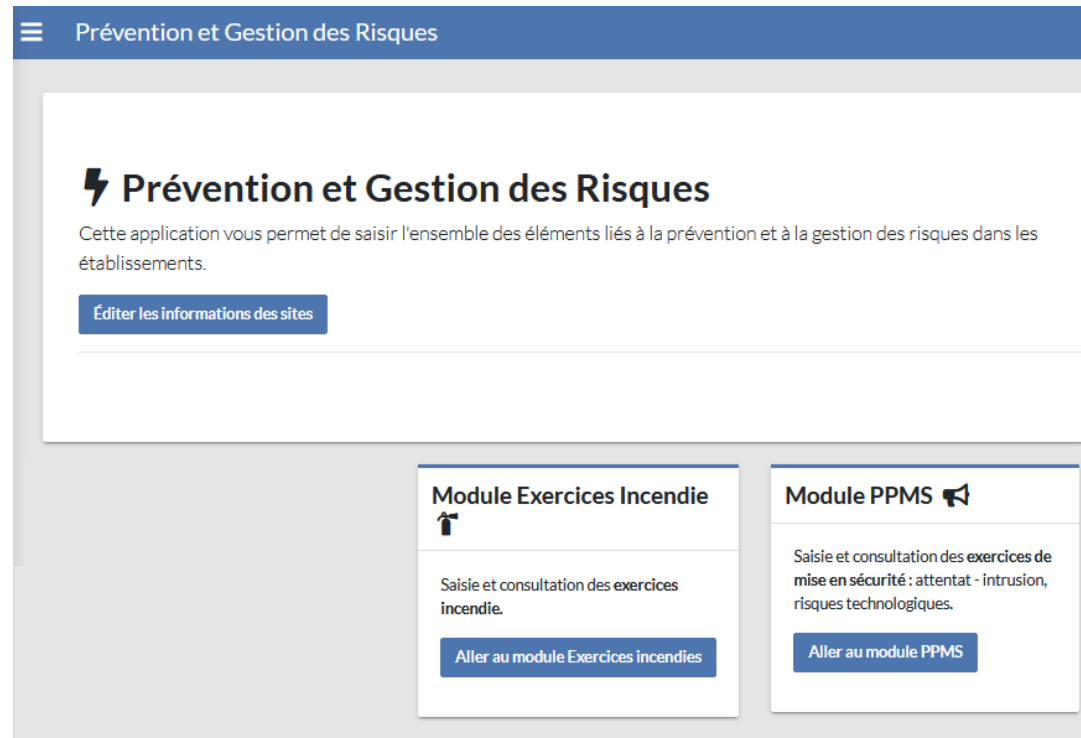 Prévention et Gestion des Risques
Prévention et Gestion des Risques
Cette application vous permet de saisir l'ensemble des éléments liés à la prévention et à la gestion des risques dans les
établissements.
Éditer les informations des sites
Module Exercices Incendie
Saisie et consultation des exercices
incendie.
Aller au module Exercices incendies
Module PPMS
Saisie et consultation des exercices de
mise en sécurité : attentat - intrusion,
risques technologiques.
Aller au module PPMS